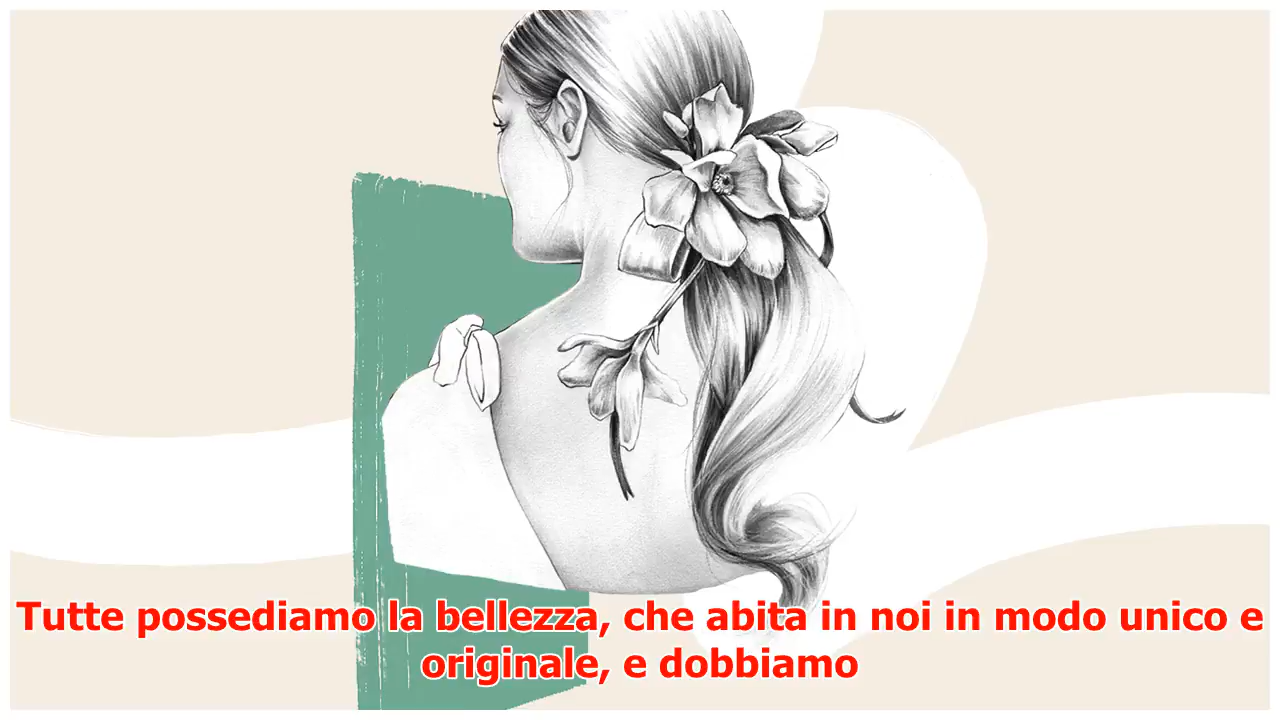 Tutte possediamo la bellezza, che abita in noi in modo unico e
originale, e dobbiamo